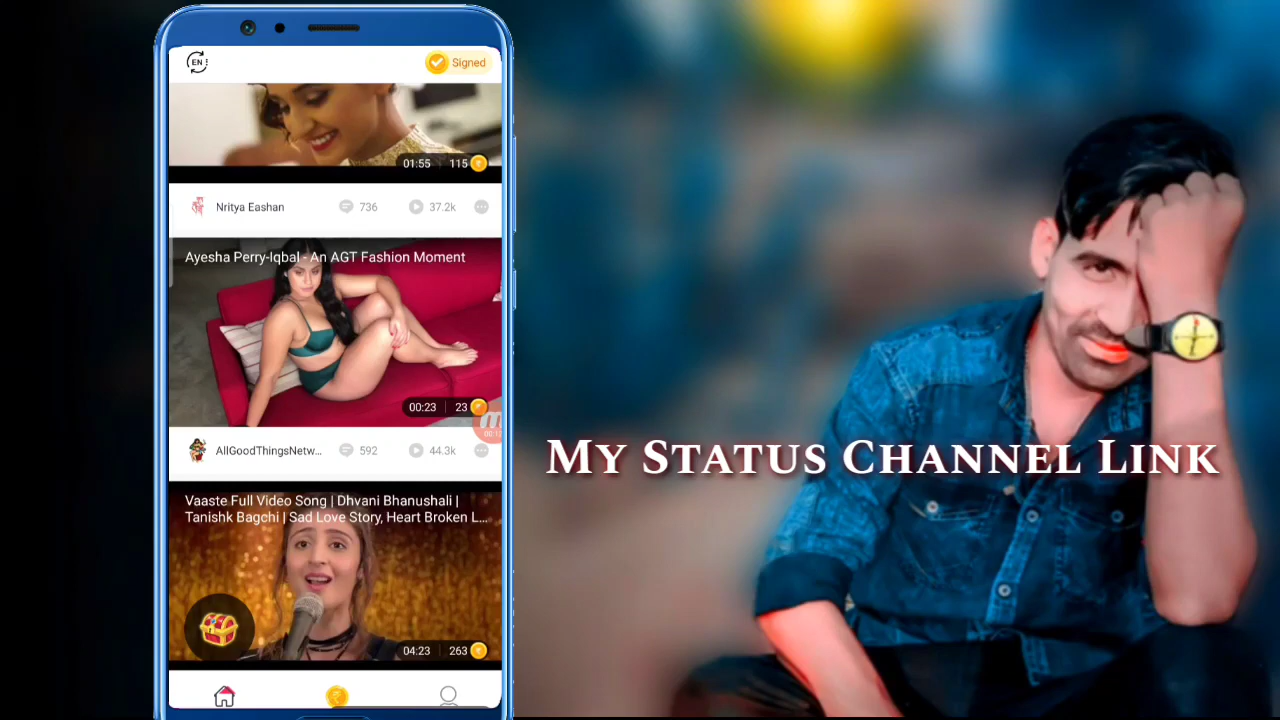 EN
Signed
01:55 115
Nritya Eashan 736 37.2k
Ayesha Perry-Iqbal - An AGT Fashion Moment
00:23 23
00:1
AllGoodThingsNetw... 592 44.3k
Vaaste Full Video Song | Dhvani Bhanushali |
Tanishk Bagchi | Sad Love Story, Heart Broken L...
04:23 263
My Status Channel Link